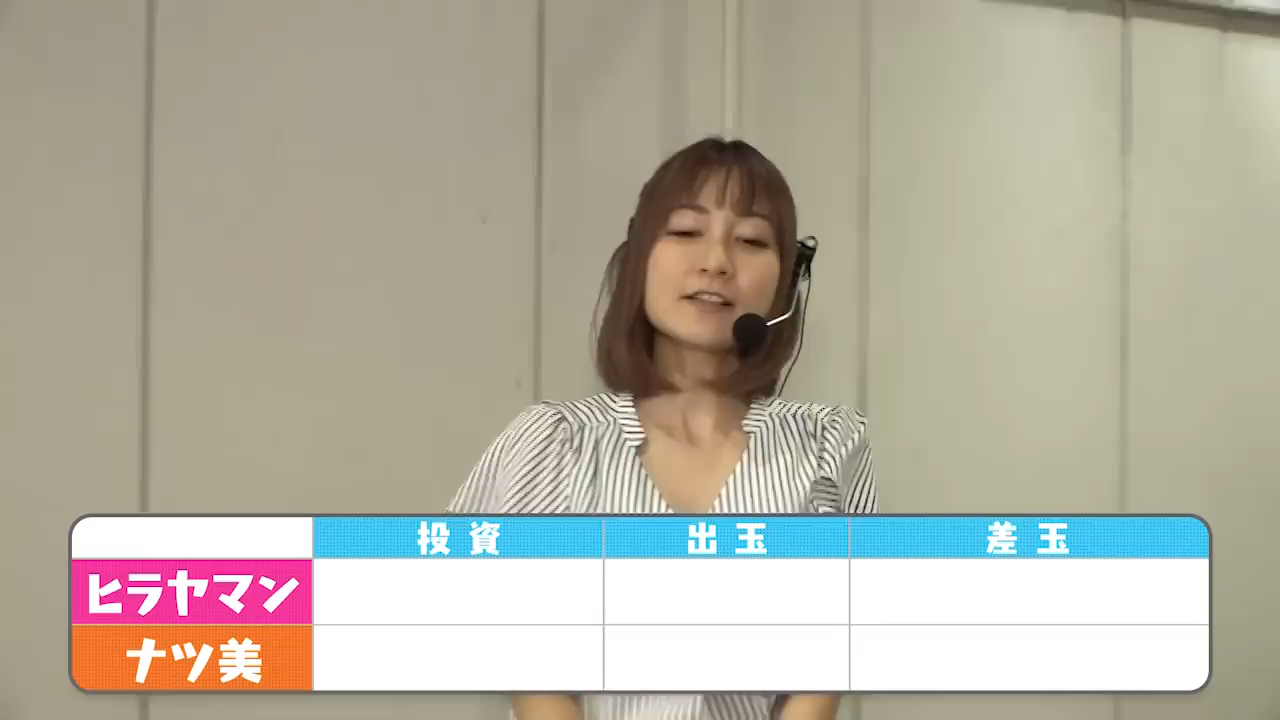 投資 出玉 差玉
ヒラヤマン
ナツ美